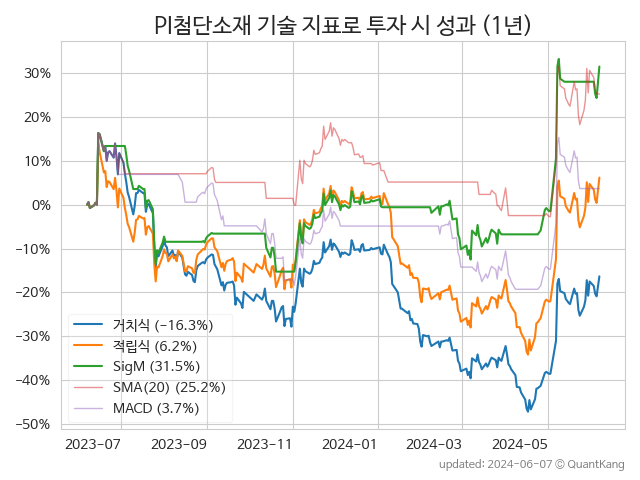 PI첨단소재 기술 지표로 투자 시 성과 (1년)
30%
20%
10%
0%
−10%
−20%
−30%
−40%
−50%
거치식 (−16.3%)
적립식 (6.2%)
SigM (31.5%)
SMA(20) (25.2%)
MACD (3.7%)
2023-07 2023-09 2023-11 2024-01 2024-03 2024-05
updated: 2024-06-07 © QuantKang